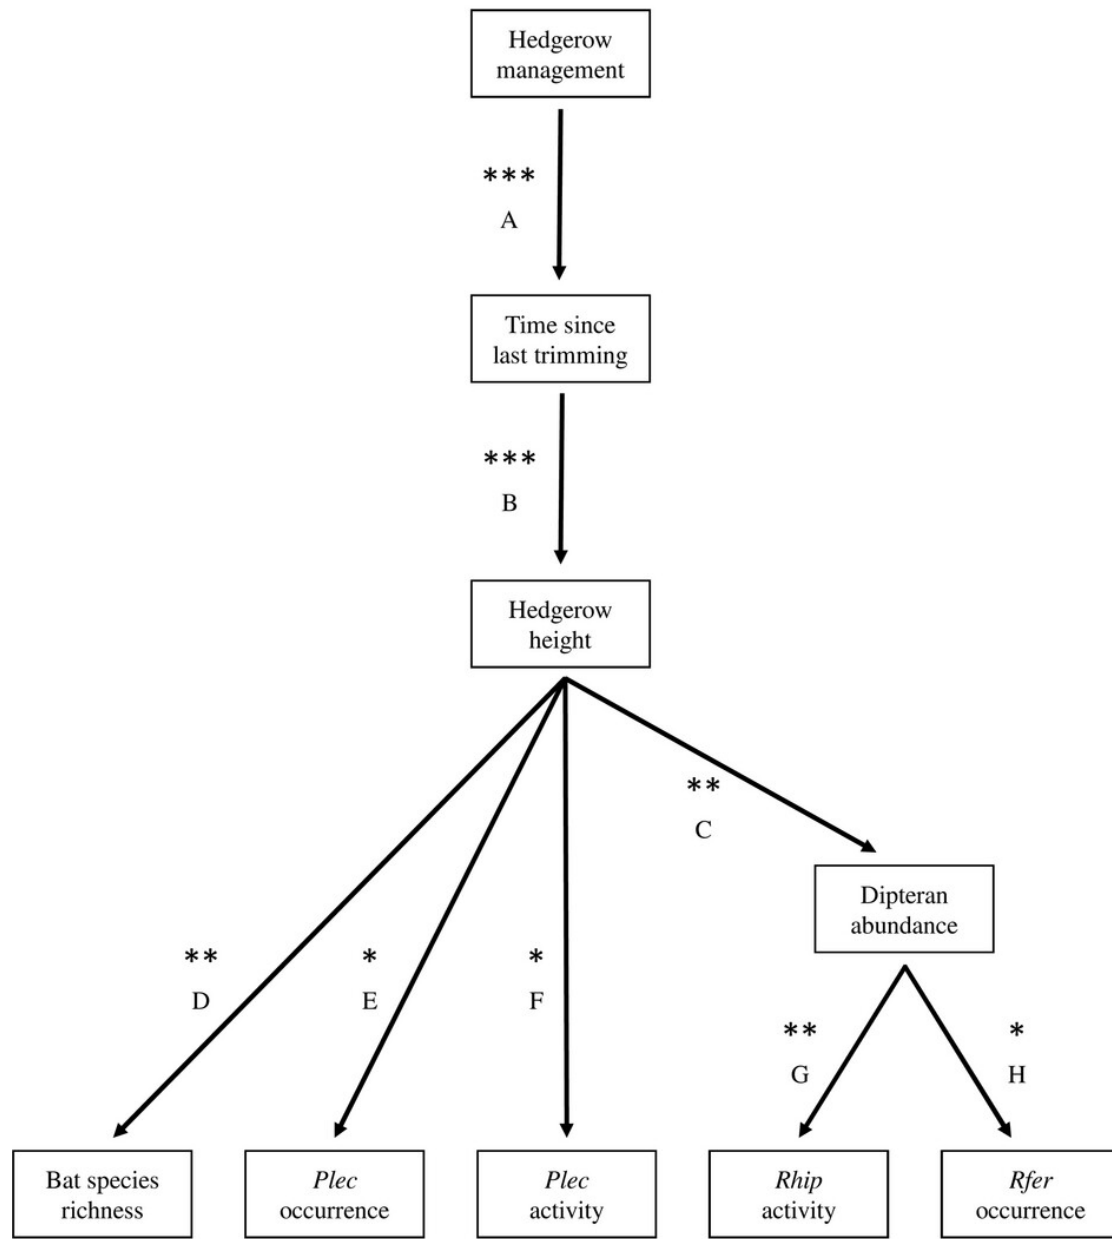 Hedgerow
management
***
A
Time since
last trimming
***
B
Hedgerow
height
**
C
Dipteran
abundance
**
D
*
E
*
F
**
G
*
H
Bat species
richness
Plec
occurrence
Plec
activity
Rhip
activity
Rfer
occurrence